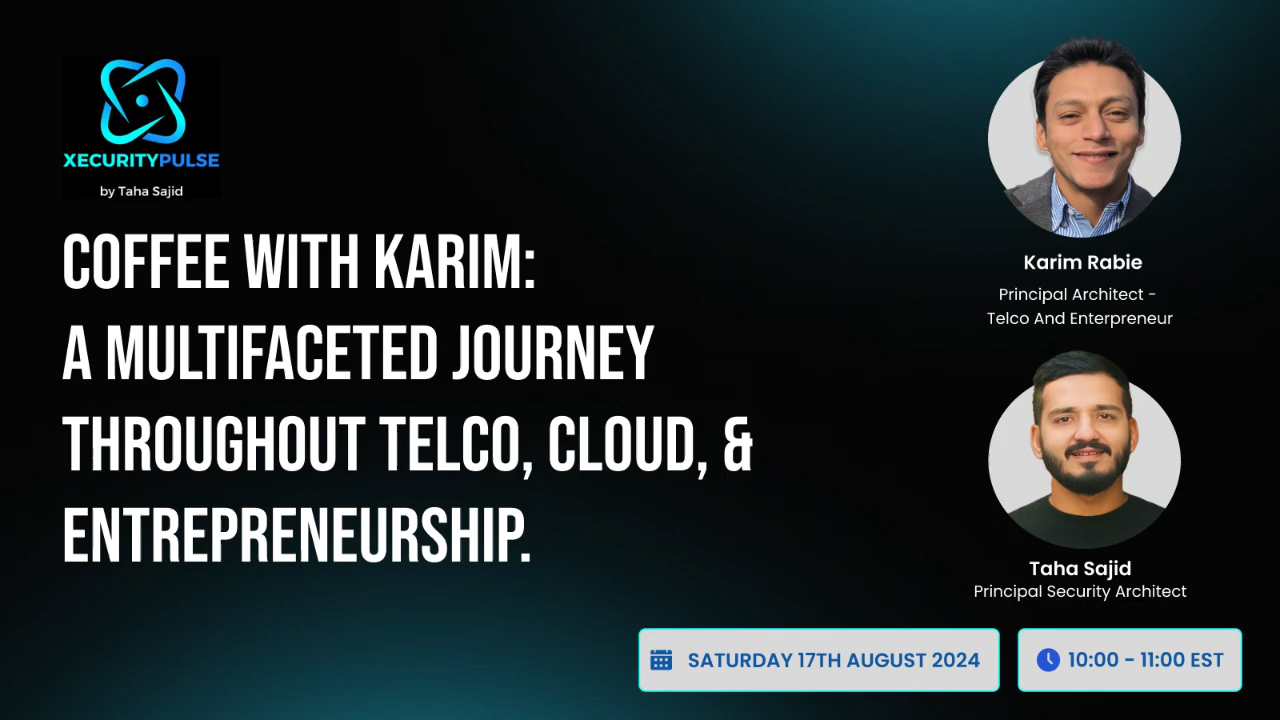 XECURITYPULSE
by Taha Sajid
COFFEE WITH KARIM:
A MULTIFACETED JOURNEY
THROUGHOUT TELCO, CLOUD, &
ENTREPRENEURSHIP.
Karim Rabie
Principal Architect -
Telco And Enterpreneur
Taha Sajid
Principal Security Architect
SATURDAY 17TH AUGUST 2024
10:00 - 11:00 EST